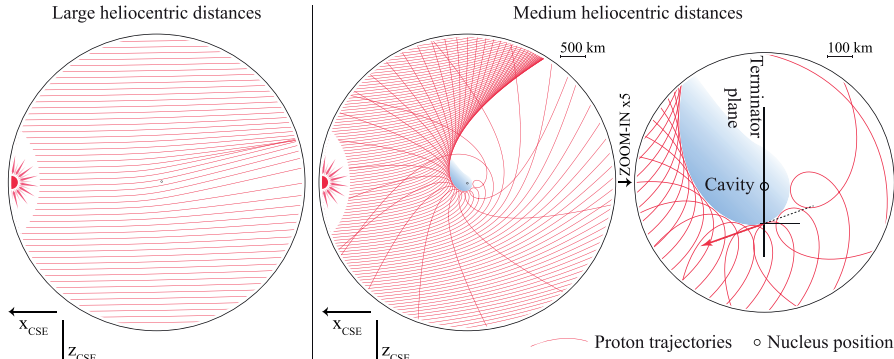 Large heliocentric distances
Medium heliocentric distances
500 km
100 km
ZOOM-IN x5
Terminator
plane
Cavity
xCSE
zCSE
xCSE
zCSE
Proton trajectories
Nucleus position